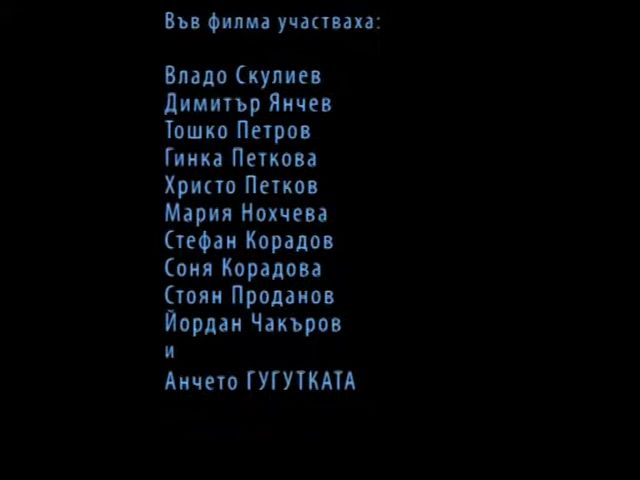 Във филма участваха:
Владо Скулиев
Димитър Янчев
Тошко Петров
Гинка Петкова
Христо Петков
Мария Нохчева
Стефан Корадов
Соня Корадова
Стоян Проданов
Йордан Чакъров
и
Анчето ГУГУТКАТА